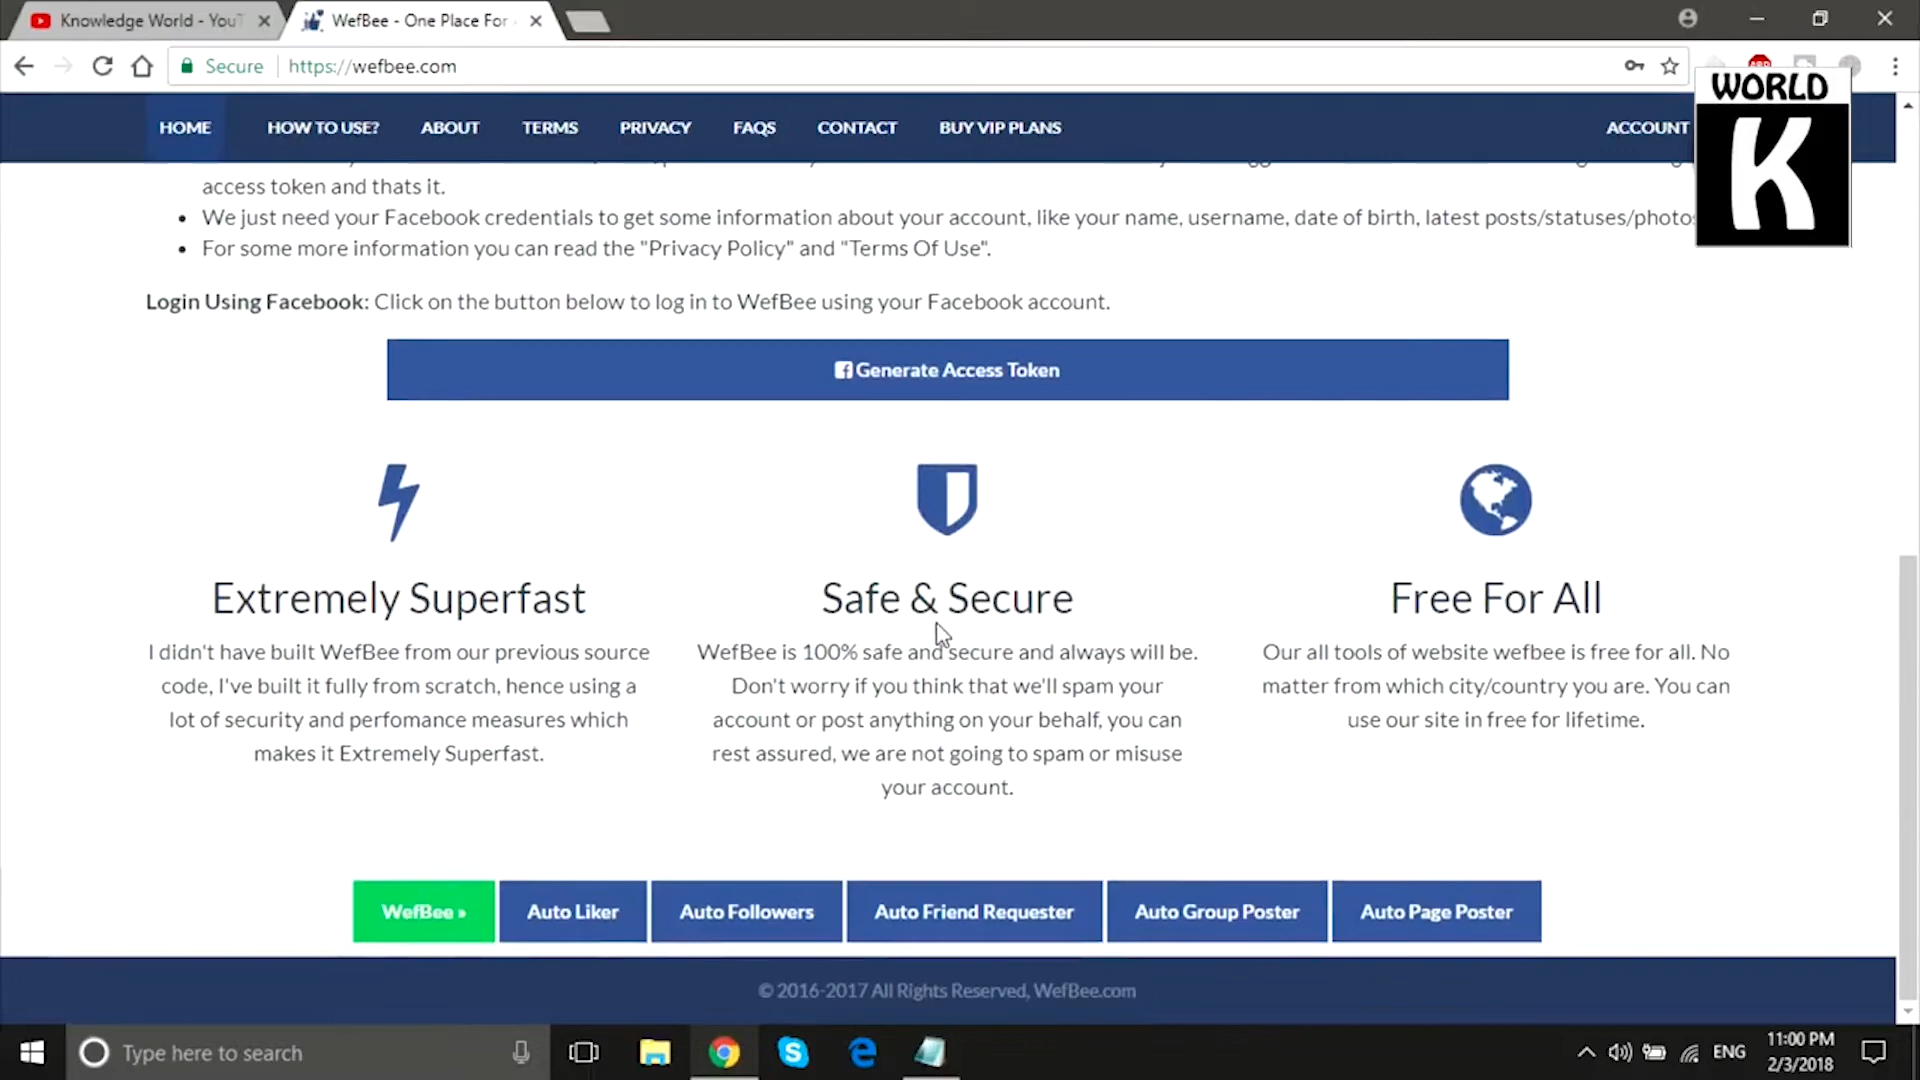 Knowledge World - YouT
WefBee - One Place For
Secure
https://wefbee.com
WORLD
K
HOME
HOW TO USE?
ABOUT
TERMS
PRIVACY
FAQS
CONTACT
BUY VIP PLANS
ACCOUNT
access token and thats it.
We just need your Facebook credentials to get some information about your account, like your name, username, date of birth, latest posts/statuses/photos
For some more information you can read the "Privacy Policy" and "Terms Of Use".
Login Using Facebook: Click on the button below to log in to WefBee using your Facebook account.
Generate Access Token
Extremely Superfast
I didn't have built WefBee from our previous source
code, I've built it fully from scratch, hence using a
lot of security and perfomance measures which
makes it Extremely Superfast.
Safe & Secure
WefBee is 100% safe and secure and always will be.
Don't worry if you think that we'll spam your
account or post anything on your behalf, you can
rest assured, we are not going to spam or misuse
your account.
Free For All
Our all tools of website wefbee is free for all. No
matter from which city/country you are. You can
use our site in free for lifetime.
WefBee »
Auto Liker
Auto Followers
Auto Friend Requester
Auto Group Poster
Auto Page Poster
© 2016-2017 All Rights Reserved, WefBee.com
Type here to search
ENG
11:00 PM
2/3/2018